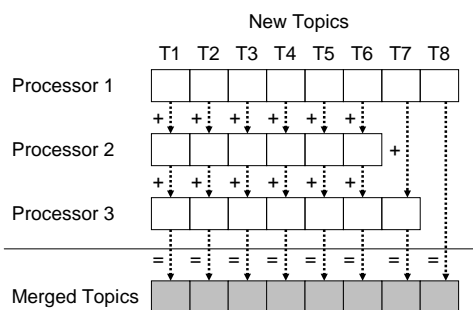 New Topics
T1 T2 T3 T4 T5 T6 T7 T8
Processor 1
+ + + + + +
Processor 2 +
+ + + + + +
Processor 3
= = = = = = = =
Merged Topics